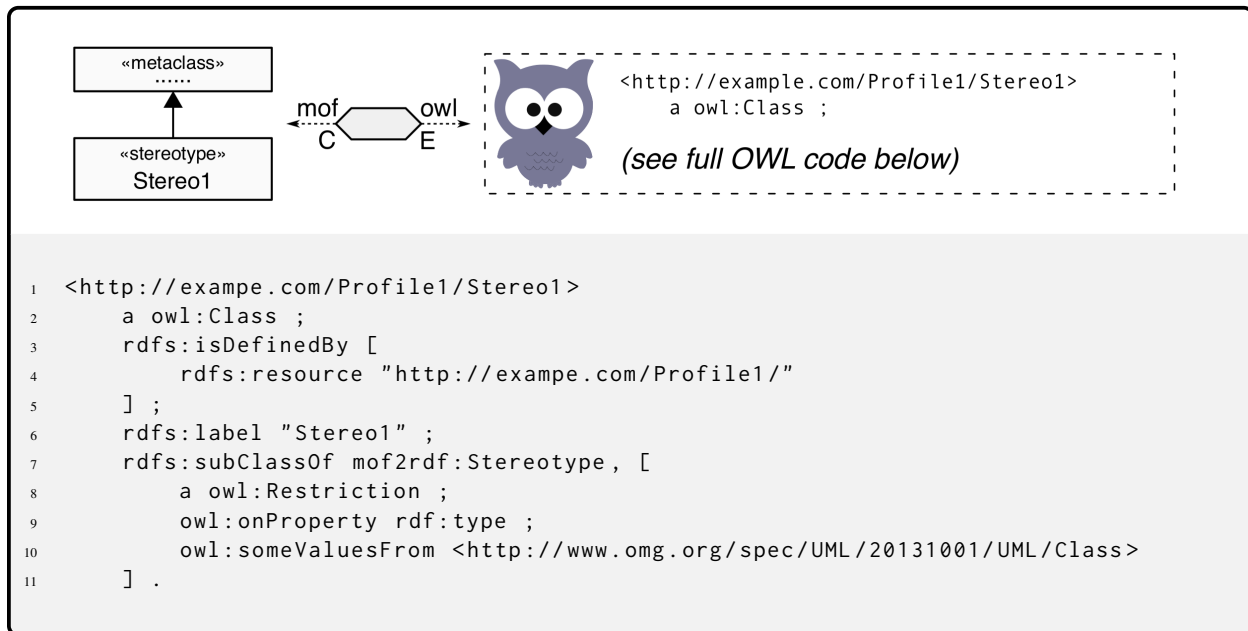 «metaclass»
......
«stereotype»
Stereo1
mof owl
C E
<http://example.com/Profile1/Stereo1>
a owl:Class ;
(see full OWL code below)
1 <http://exampe.com/Profile1/Stereo1>
2 a owl:Class ;
3 rdfs:isDefinedBy [
4 rdfs:resource "http://exampe.com/Profile1/"
5 ] ;
6 rdfs:label "Stereo1" ;
7 rdfs:subClassOf mof2rdf:Stereotype, [
8 a owl:Restriction ;
9 owl:onProperty rdf:type ;
10 owl:someValuesFrom <http://www.omg.org/spec/UML/20131001/UML/Class>
11 ] .